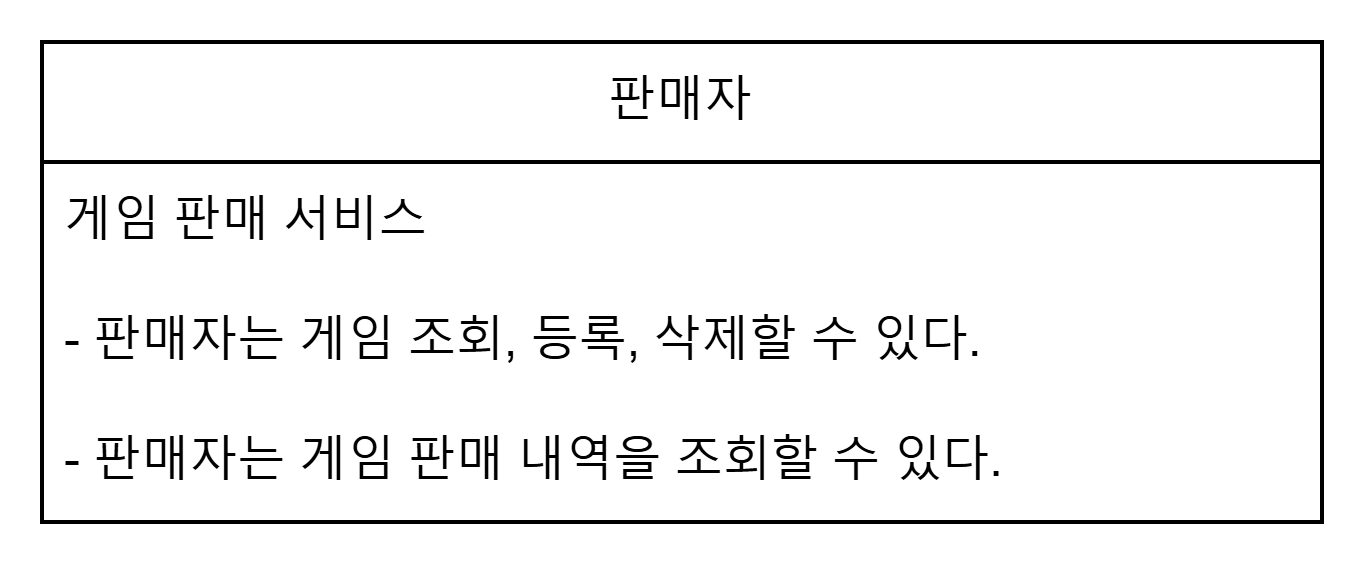 판매자
게임 판매 서비스
- 판매자는 게임 조회, 등록, 삭제할 수 있다.
- 판매자는 게임 판매 내역을 조회할 수 있다.